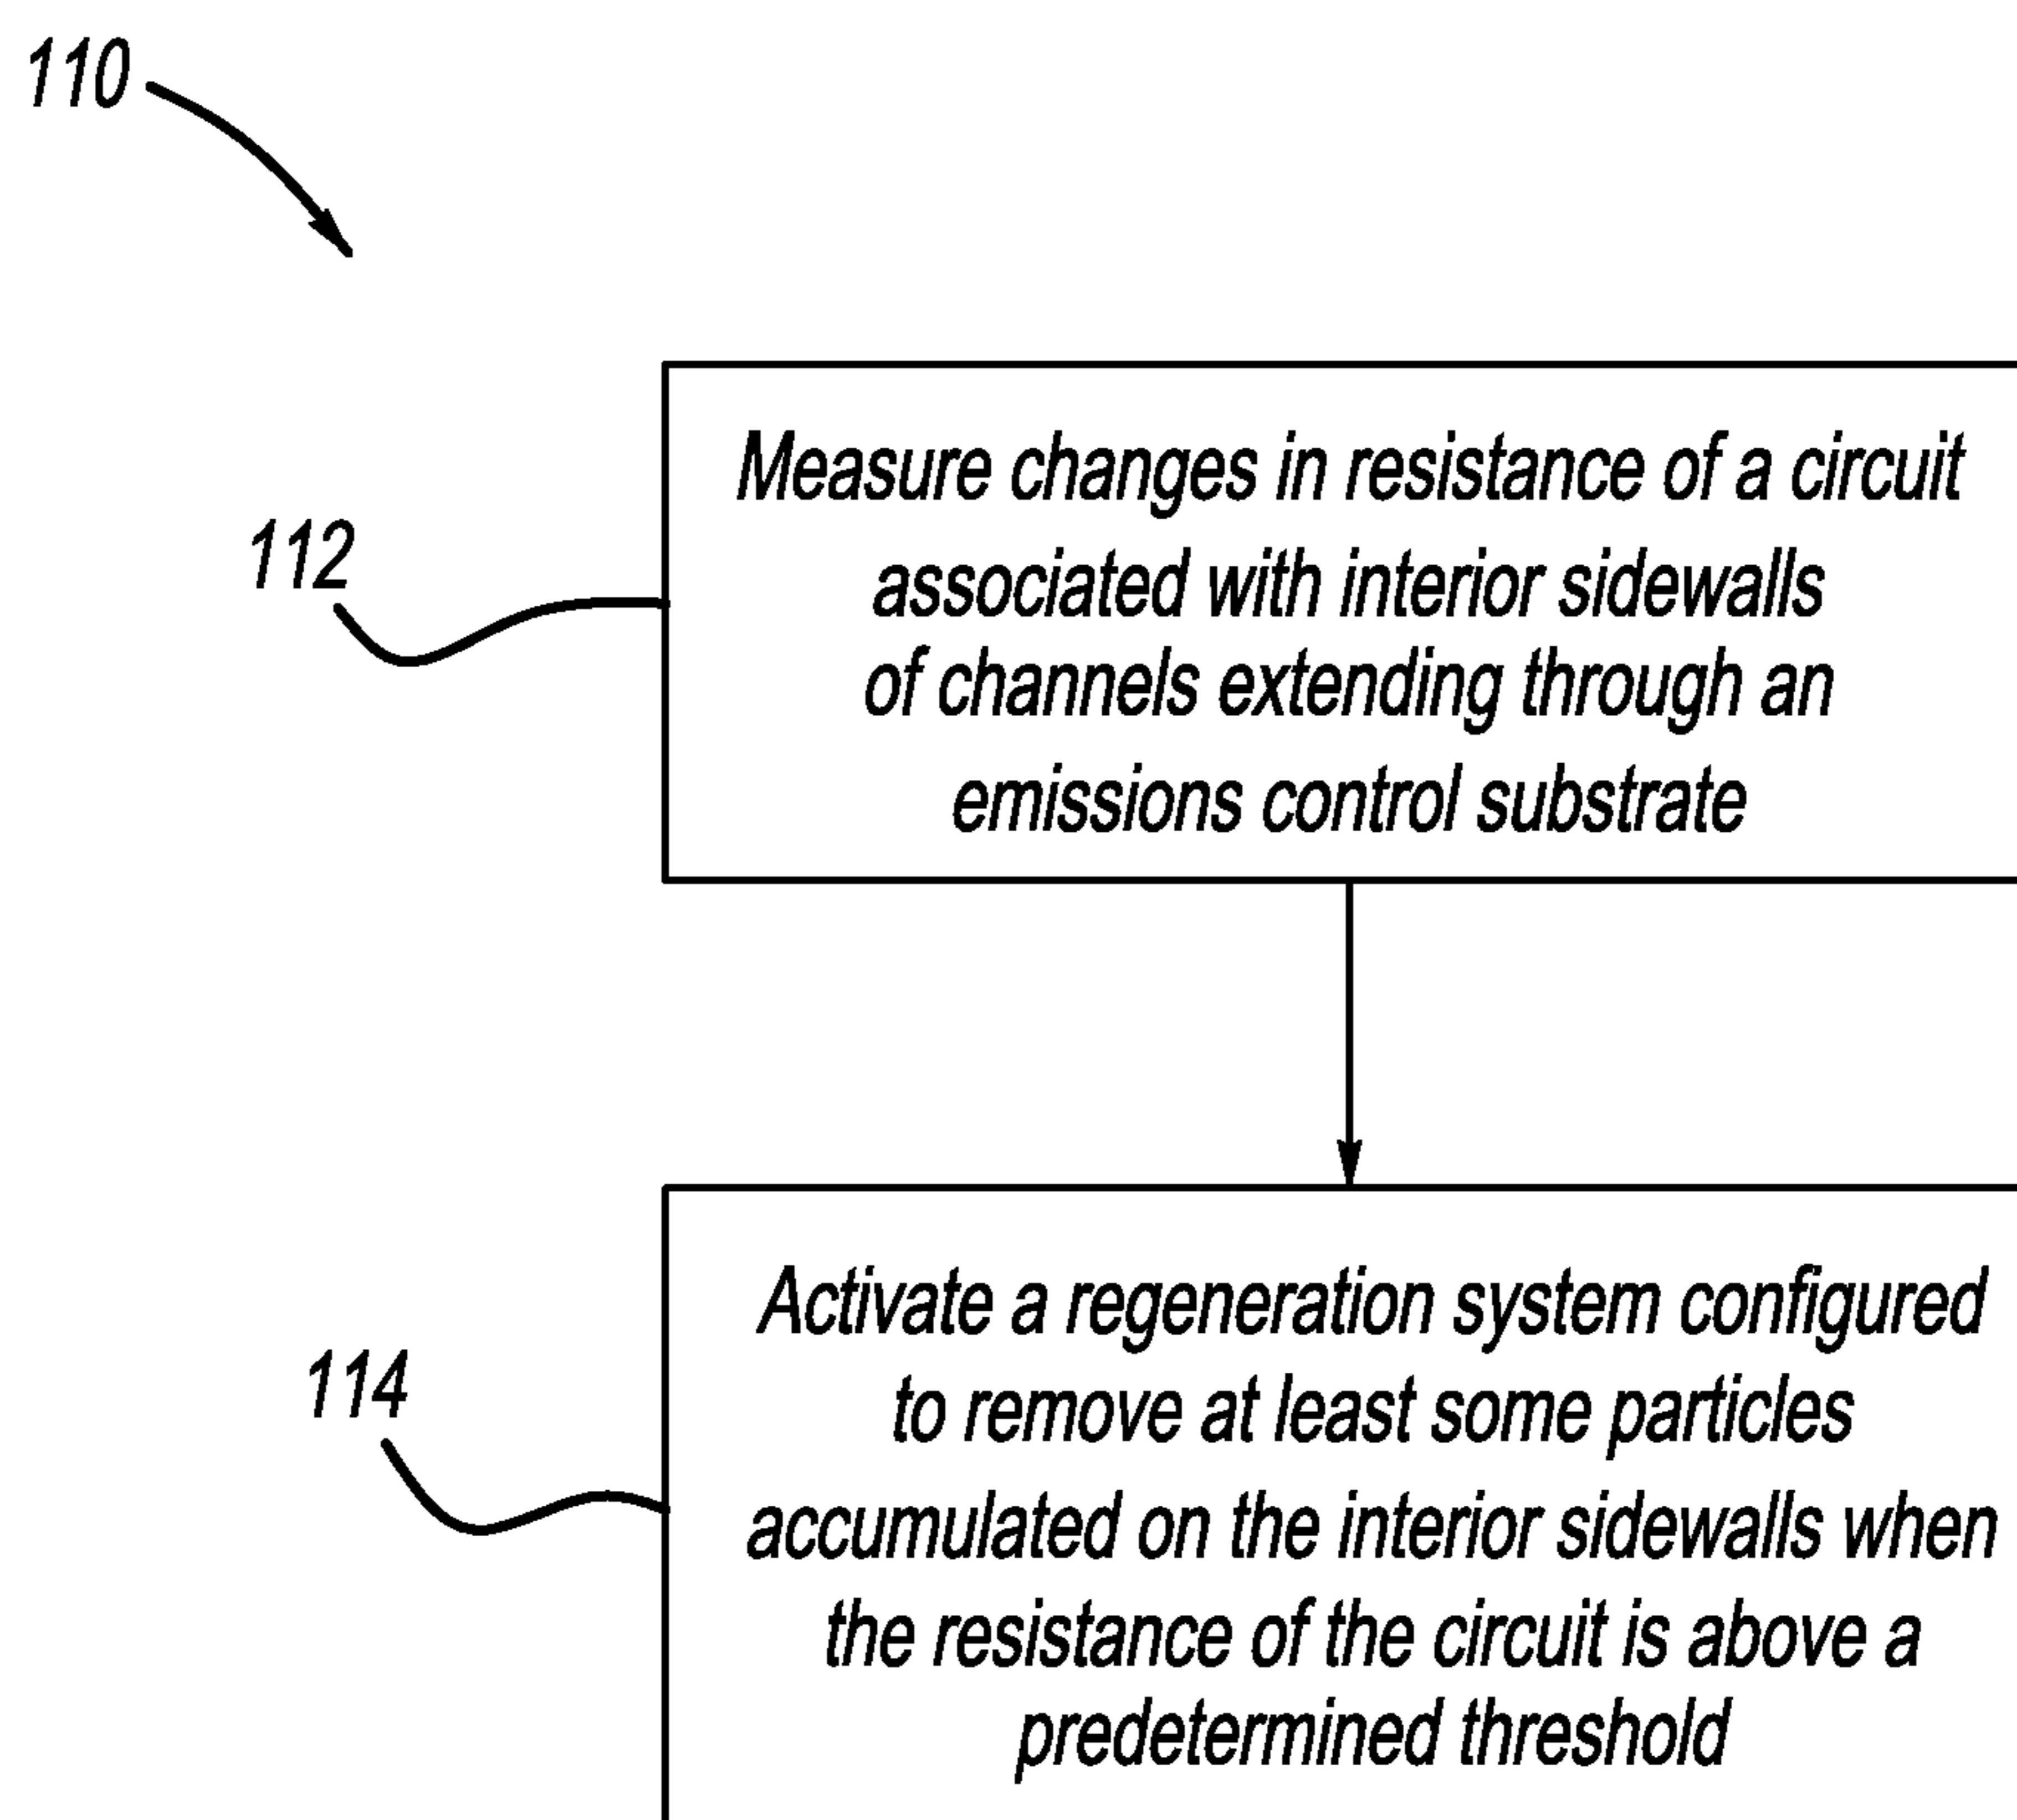 110
Measure changes in resistance of a circuit
associated with interior sidewalls
of channels extending through an
emissions control substrate
112
Activate a regeneration system configured
to remove at least some particles
accumulated on the interior sidewalls when
the resistance of the circuit is above a
predetermined threshold
114